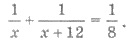 1/x + 1/(x+12) = 1/8.